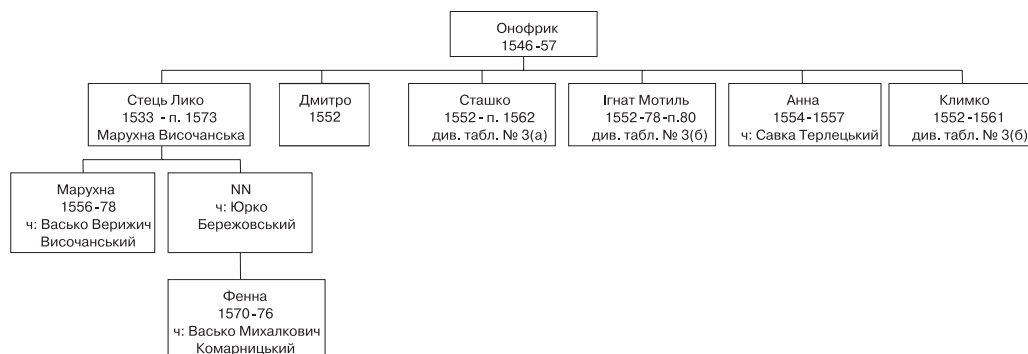 Онофрик
1546-57
Стець Лико
1533 - п. 1573
Марухна Височанська
Дмитро
1552
Сташко
1552 - п. 1562
див. табл. № 3(а)
Ігнат Мотиль
1552-78-п.80
див. табл. № 3(б)
Анна
1554-1557
ч: Савка Терлецький
Климко
1552-1561
див. табл. № 3(б)
Марухна
1556-78
ч: Васько Верижич
Височанський
NN
ч: Юрко
Бережовський
Фенна
1570-76
ч: Васько Михалкович
Комарницький